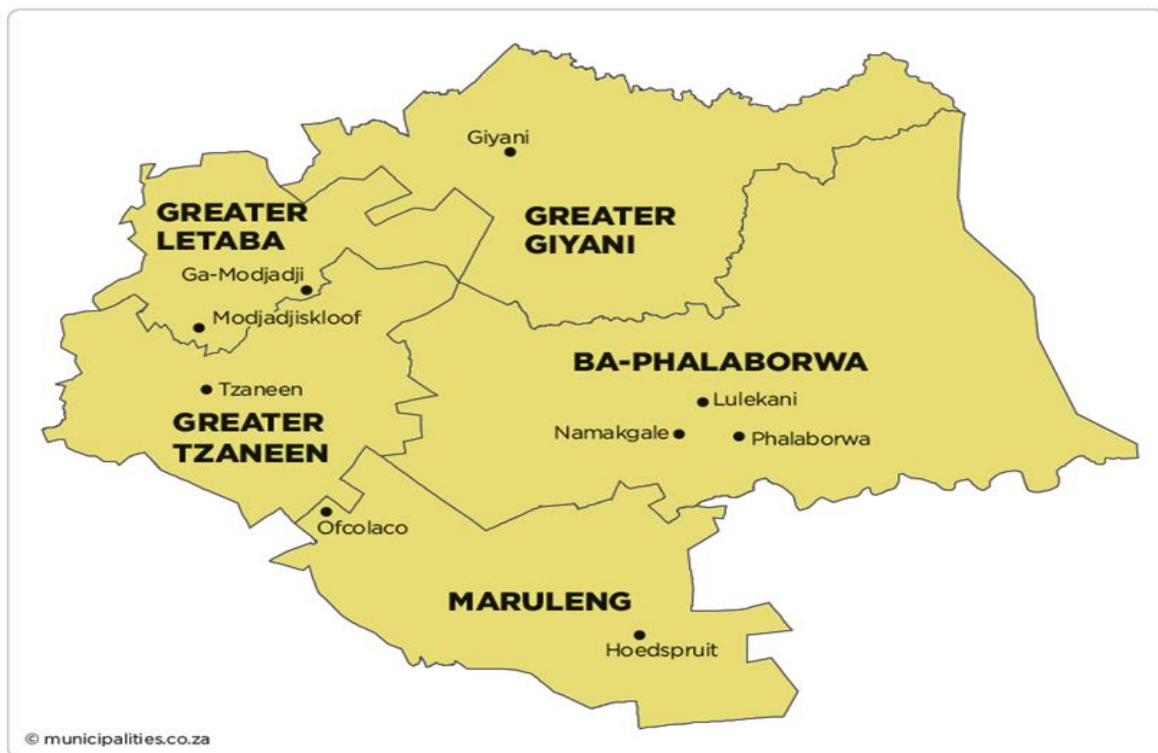 Giyani
GREATER
LETABA
GREATER
GIYANI
Ga-Modjadji
Modjadjiskloof
BA-PHALABORWA
Tzaneen
Lulekani
GREATER
TZANEEN
Namakgale
Phalaborwa
Ofcolaco
MARULENG
Hoedspruit
© municipalities.co.za